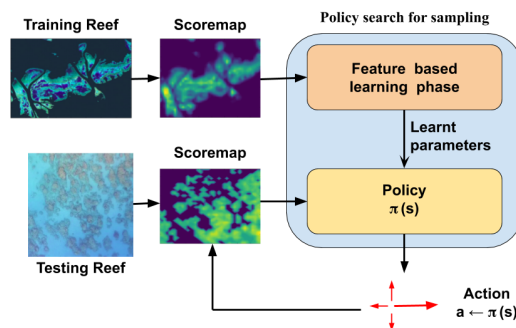 Policy search for sampling
Training Reef
Scoremap
Feature based
learning phase
Learnt
parameters
Scoremap
Policy
π(s)
Testing Reef
Action
a ← π(s)